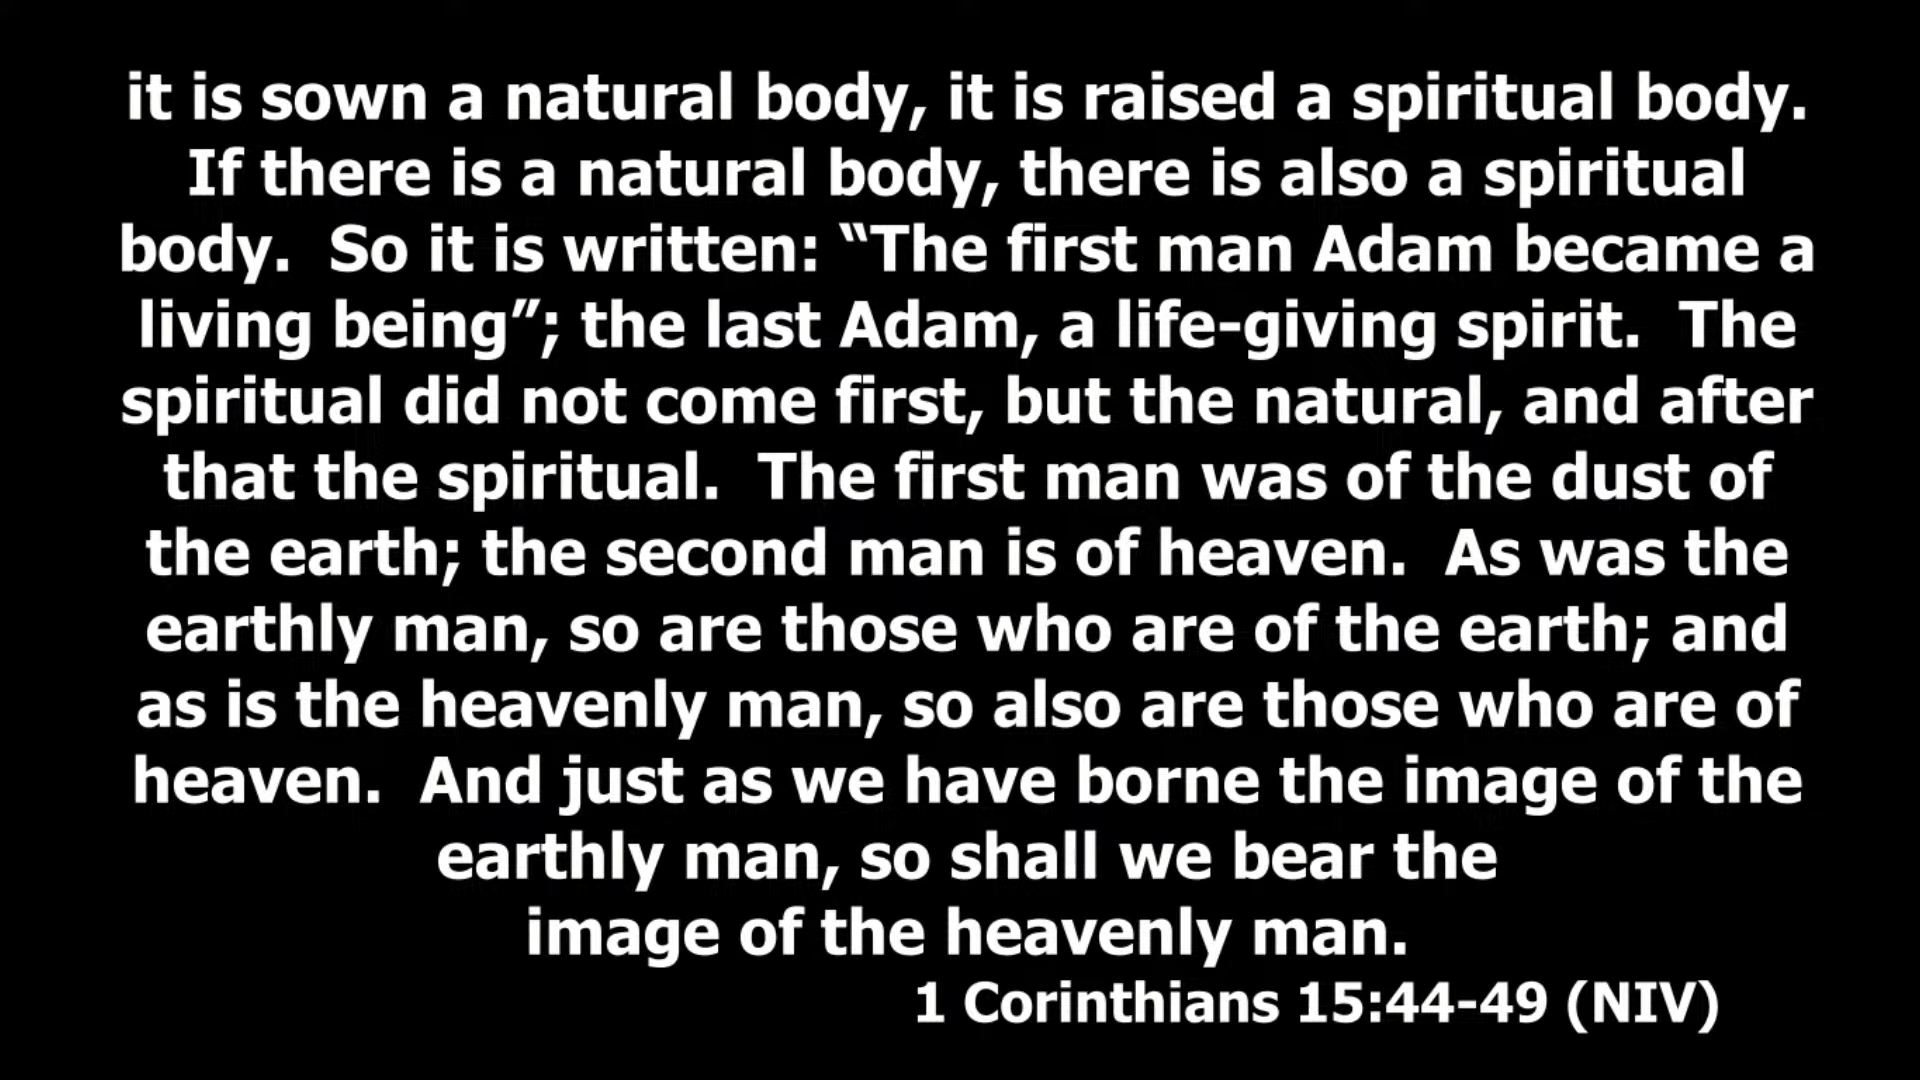 it is sown a natural body, it is raised a spiritual body.
If there is a natural body, there is also a spiritual
body.  So it is written: “The first man Adam became a
living being”; the last Adam, a life-giving spirit.  The
spiritual did not come first, but the natural, and after
that the spiritual.  The first man was of the dust of
the earth; the second man is of heaven.  As was the
earthly man, so are those who are of the earth; and
as is the heavenly man, so also are those who are of
heaven.  And just as we have borne the image of the
earthly man, so shall we bear the
image of the heavenly man.
1 Corinthians 15:44-49 (NIV)